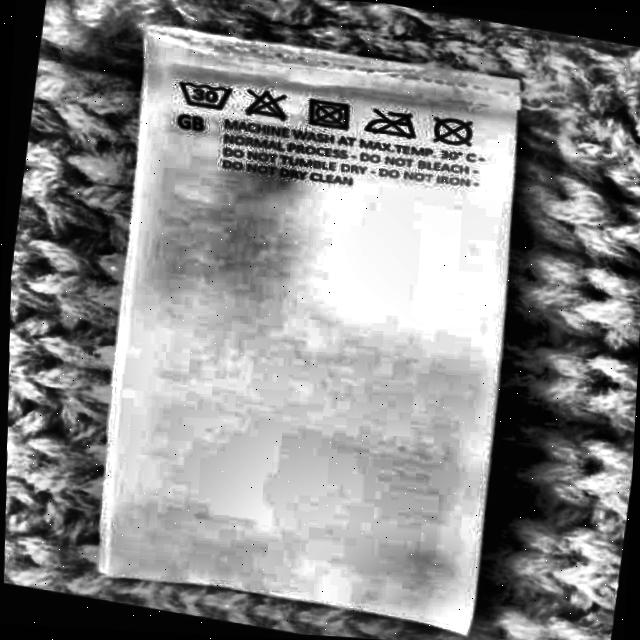 30
GB
MACHINE WASH AT MAX.TEMP. 30° C -
NORMAL PROCESS - DO NOT BLEACH -
DO NOT TUMBLE DRY - DO NOT IRON -
DO NOT DRY CLEAN